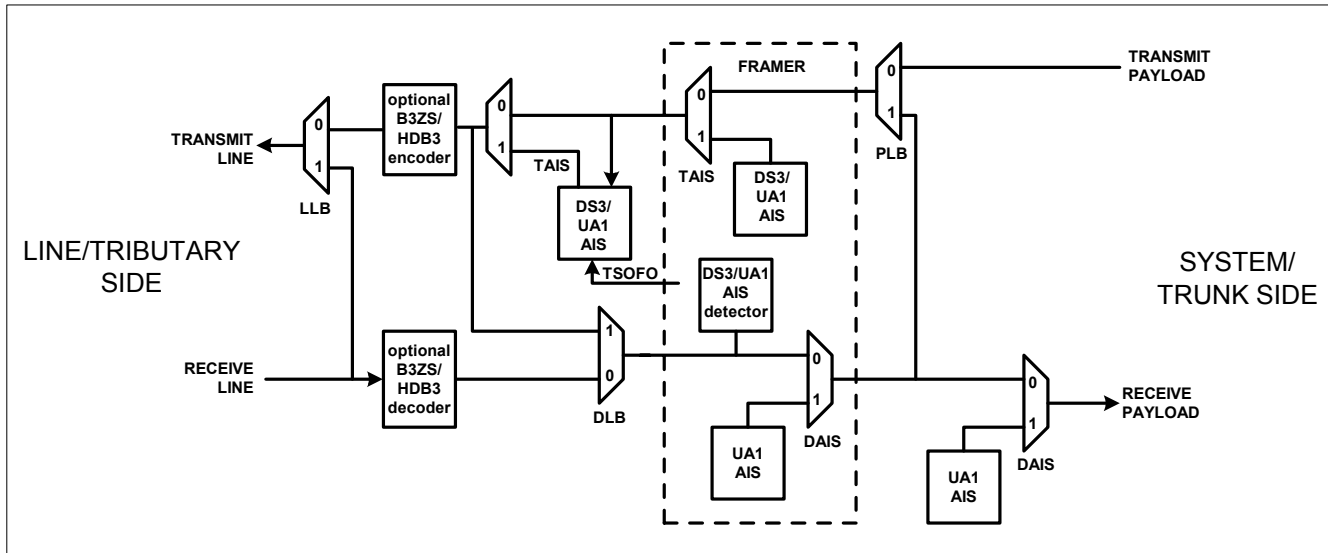 FRAMER
TRANSMIT
PAYLOAD
0
1
PLB
0
1
TAIS
DS3/
UA1
AIS
0
1
TAIS
DS3/
UA1
AIS
TSOFO
optional
B3ZS/
HDB3
encoder
0
1
LLB
TRANSMIT
LINE
LINE/TRIBUTARY
SIDE
SYSTEM/
TRUNK SIDE
DS3/UA1
AIS
detector
RECEIVE
LINE
optional
B3ZS/
HDB3
decoder
1
0
DLB
0
1
DAIS
UA1
AIS
0
1
DAIS
UA1
AIS
RECEIVE
PAYLOAD